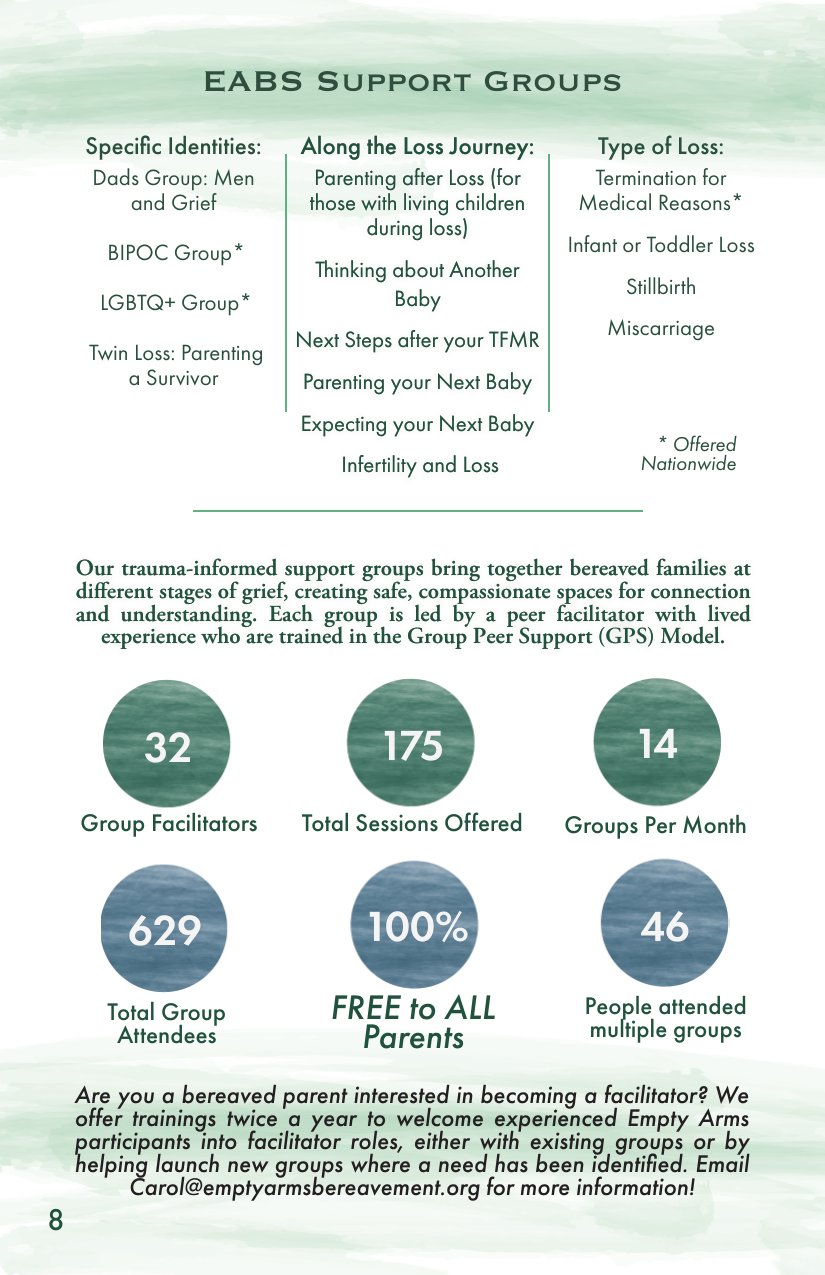 EABS Support Groups
Specific Identities:
Dads Group: Men
and Grief
BIPOC Group*
LGBTQ+ Group*
Twin Loss: Parenting
a Survivor
Along the Loss Journey:
Parenting after Loss (for
those with living children
during loss)
Thinking about Another
Baby
Next Steps after your TFMR
Parenting your Next Baby
Expecting your Next Baby
Infertility and Loss
Type of Loss:
Termination for
Medical Reasons*
Infant or Toddler Loss
Stillbirth
Miscarriage
* Offered
Nationwide
Our trauma-informed support groups bring together bereaved families at
different stages of grief, creating safe, compassionate spaces for connection
and understanding. Each group is led by a peer facilitator with lived
experience who are trained in the Group Peer Support (GPS) Model.
32
Group Facilitators
175
Total Sessions Offered
14
Groups Per Month
629
Total Group
Attendees
100%
FREE to ALL
Parents
46
People attended
multiple groups
Are you a bereaved parent interested in becoming a facilitator? We
offer trainings twice a year to welcome experienced Empty Arms
participants into facilitator roles, either with existing groups or by
helping launch new groups where a need has been identified. Email
Carol@emptyarmsbereavement.org for more information!
8